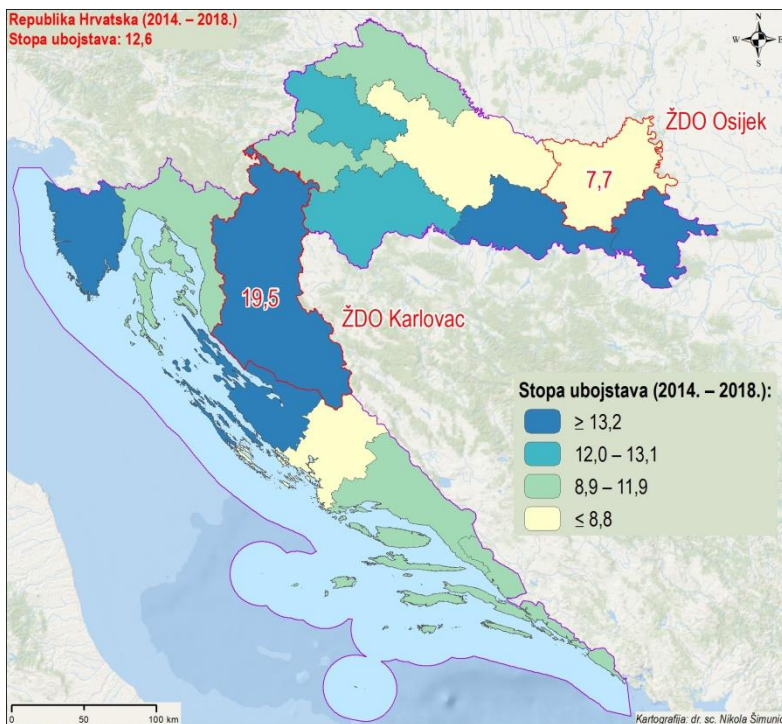 Republika Hrvatska (2014. – 2018.)
Stopa ubojstava: 12,6
N
W E
S
ŽDO Osijek
7,7
19,5
ŽDO Karlovac
Stopa ubojstava (2014. – 2018.):
≥ 13,2
12,0 – 13,1
8,9 – 11,9
≤ 8,8
0 50 100 km
Kartografija: dr. sc. Nikola Šimunić